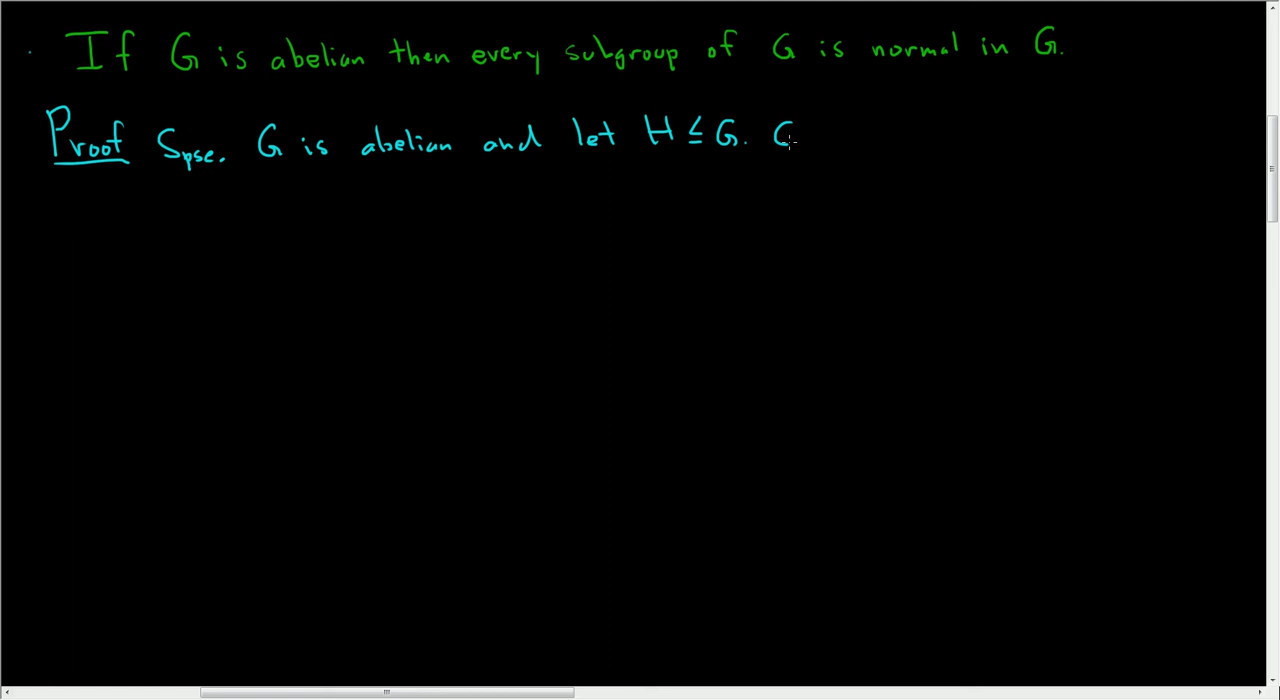 If G is abelian then every subgroup of G is normal in G.
Proof Spse. G is abelian and let H ≤ G. G